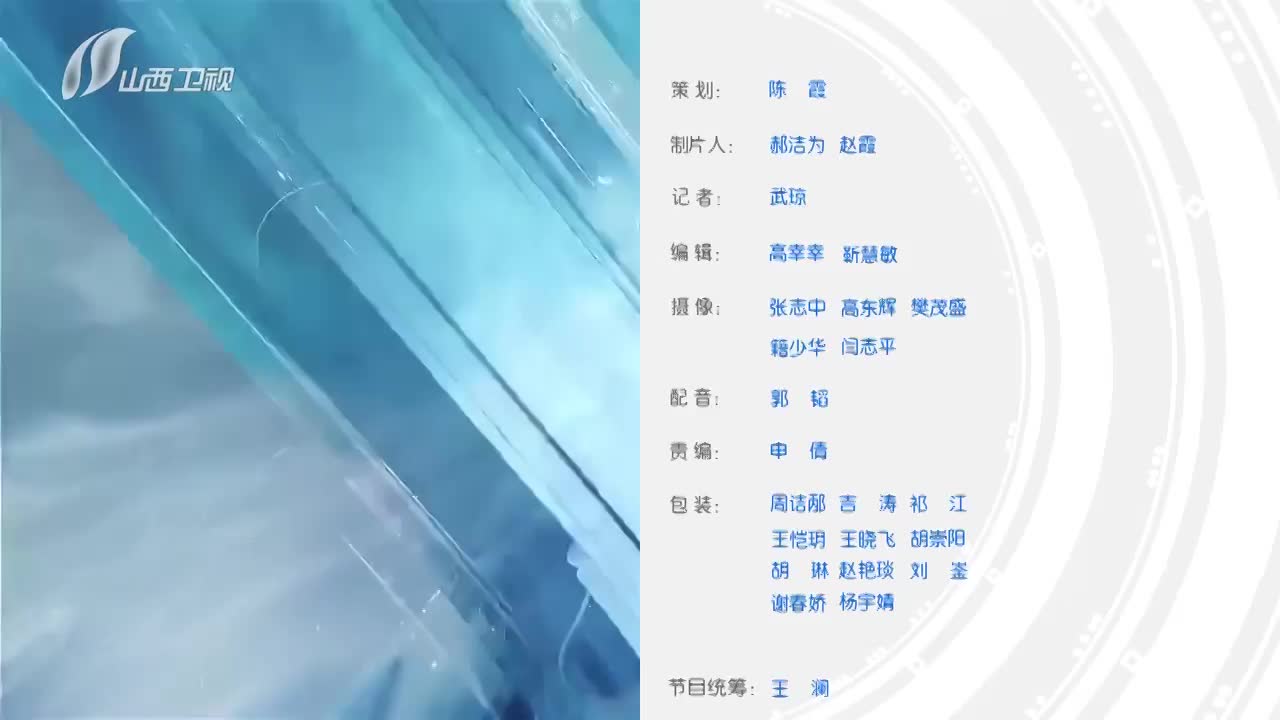 山西卫视
策划: 陈 霞
制片人: 郝洁为 赵霞
记者: 武琼
编辑: 高幸幸 靳慧敏
摄像: 张志中 高东辉 樊茂盛
籍少华 闫志平
配音: 郭 韬
责编: 申 倩
包装: 周洁邴 吉 涛 祁 江
王恺玥 王晓飞 胡崇阳
胡 琳 赵艳琰 刘 崟
谢春娇 杨宇婧
节目统筹: 王 澜